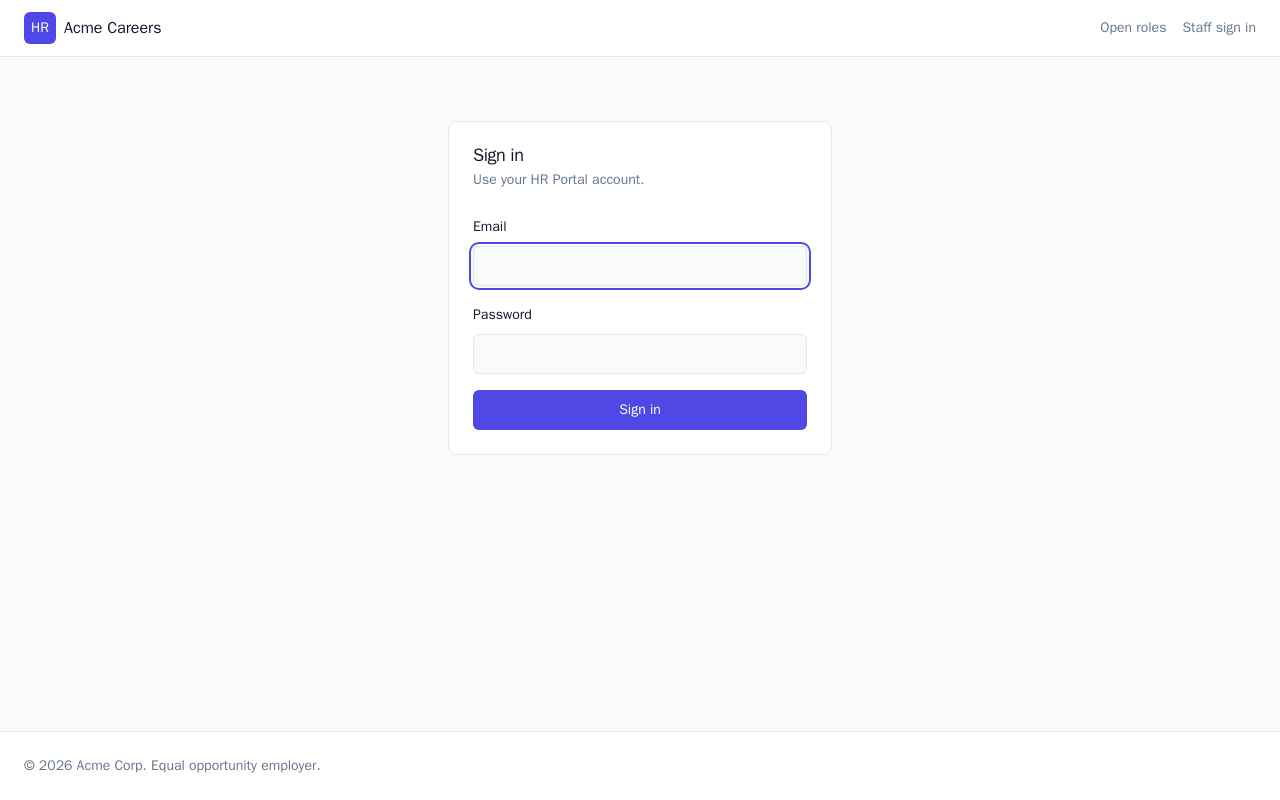 HR Acme Careers Open roles Staff sign in
Sign in
Use your HR Portal account.
Email
Password
Sign in
© 2026 Acme Corp. Equal opportunity employer.